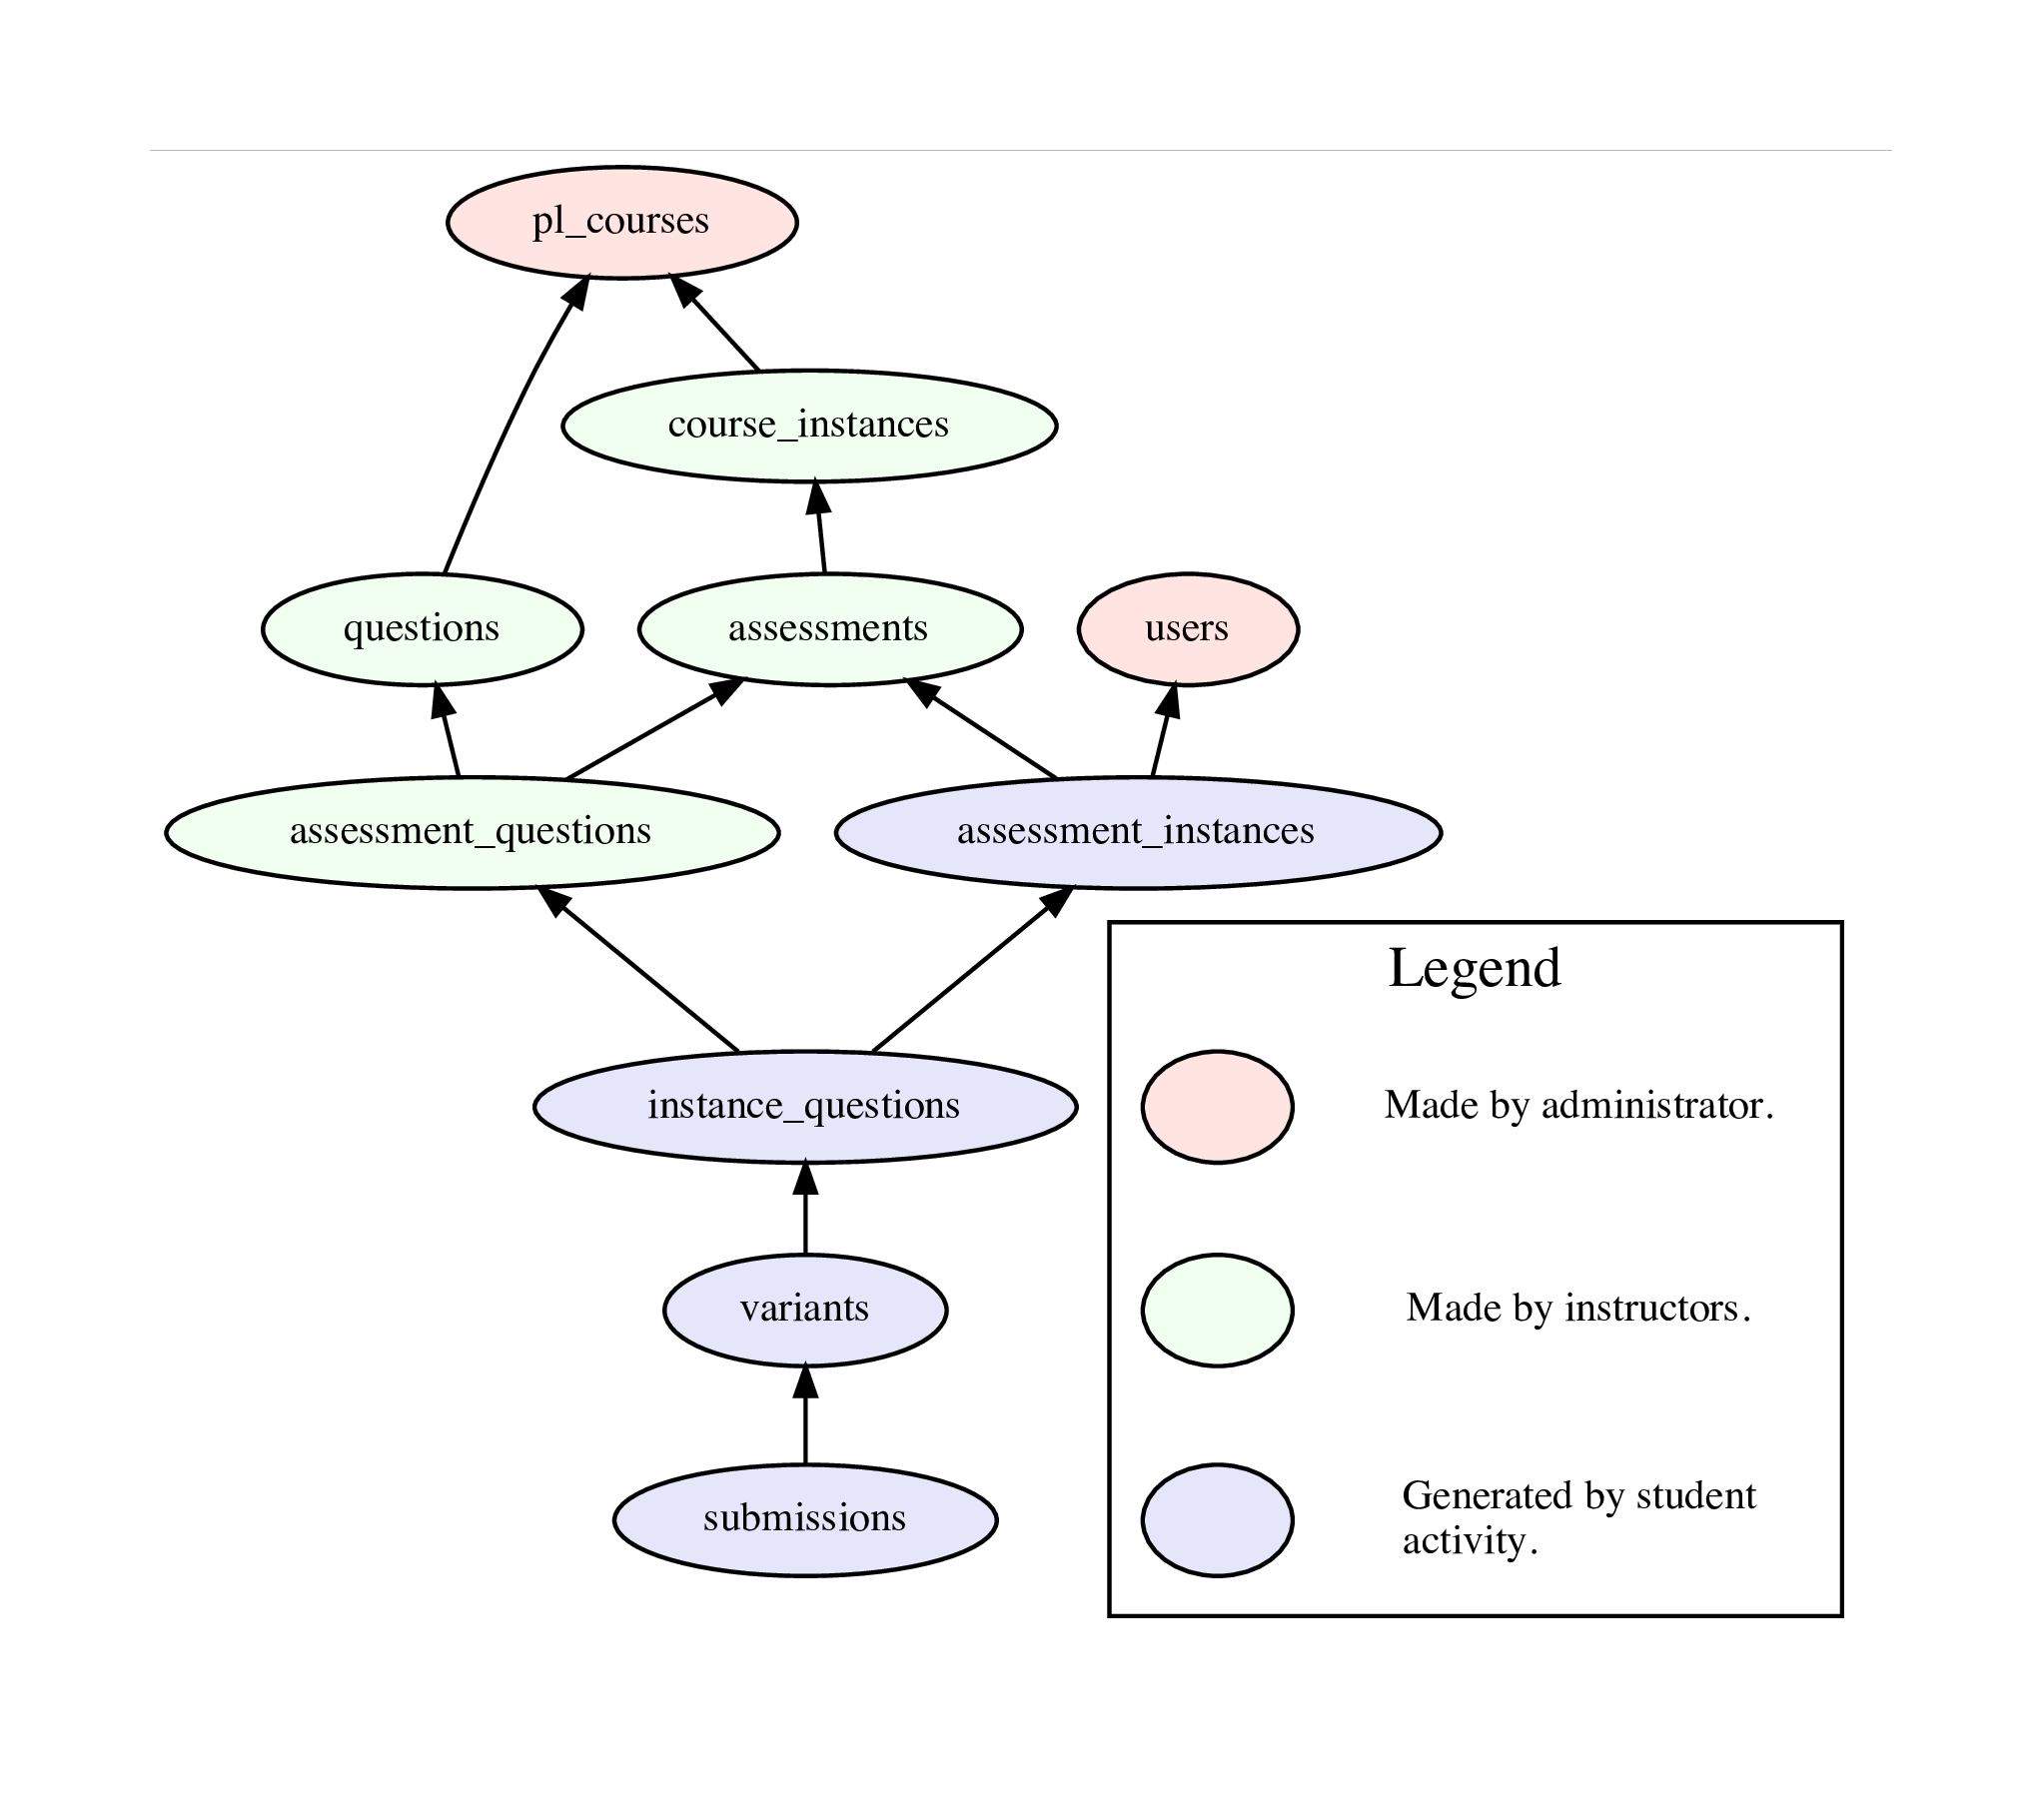 pl_courses
course_instances
questions
assessments
users
assessment_questions
assessment_instances
instance_questions
variants
submissions
Legend
Made by administrator.
Made by instructors.
Generated by student
activity.